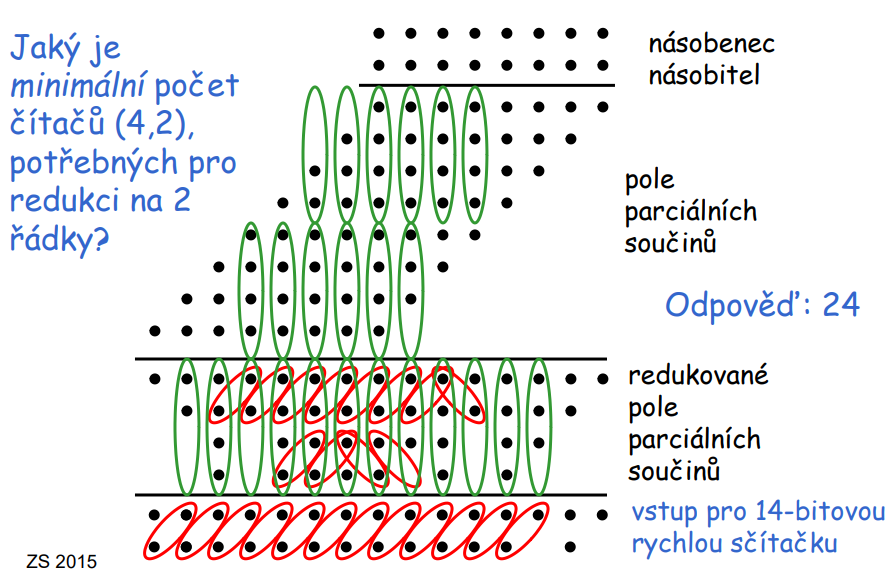 Jaký je
minimální počet
čítačů (4,2),
potřebných pro
redukci na 2
řádky?
násobenec
násobitel
pole
parciálních
součinů
Odpověď: 24
redukované
pole
parciálních
součinů
vstup pro 14-bitovou
rychlou sčítačku
ZS 2015